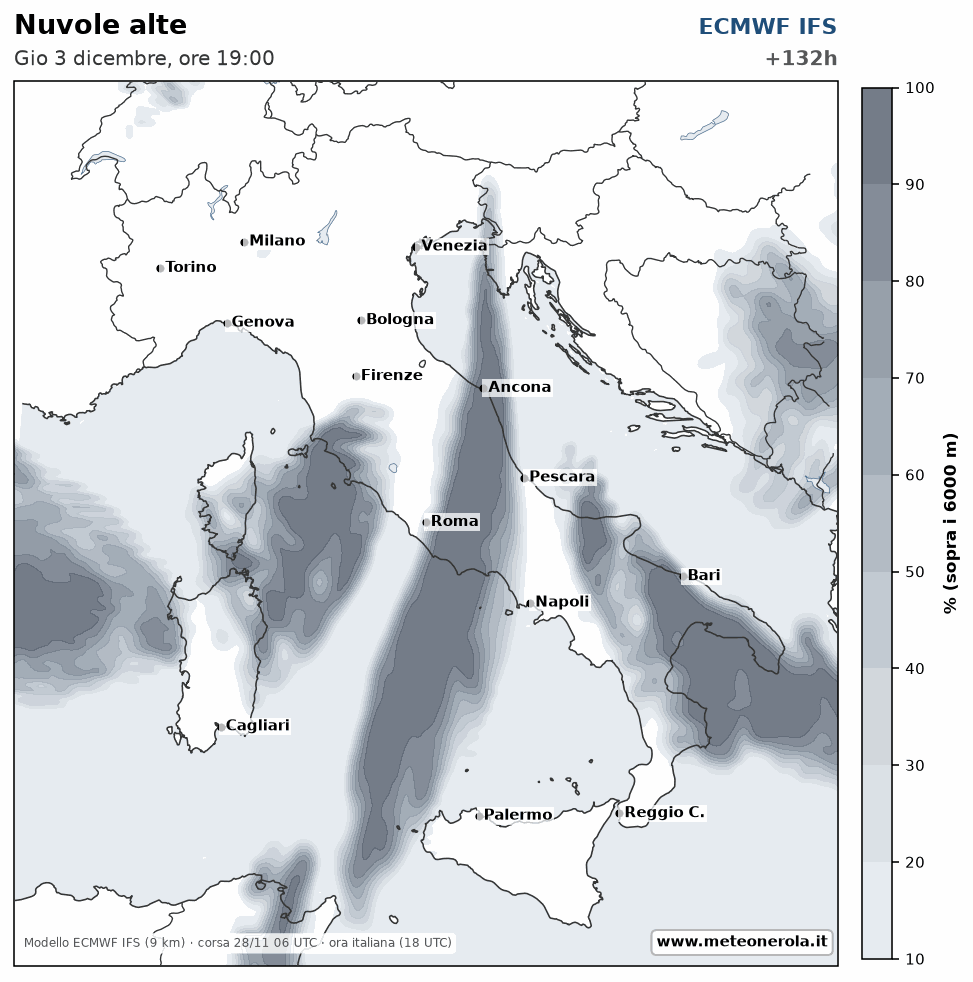 Nuvole alte
ECMWF IFS
Gio 3 dicembre, ore 19:00
+132h
Milano
Venezia
Torino
Genova
Bologna
Firenze
Ancona
Pescara
Roma
Bari
Napoli
Cagliari
Palermo
Reggio C.
Modello ECMWF IFS (9 km) · corsa 28/11 06 UTC · ora italiana (18 UTC)
www.meteonerola.it
100
90
80
70
60
50
40
30
20
10
% (sopra i 6000 m)